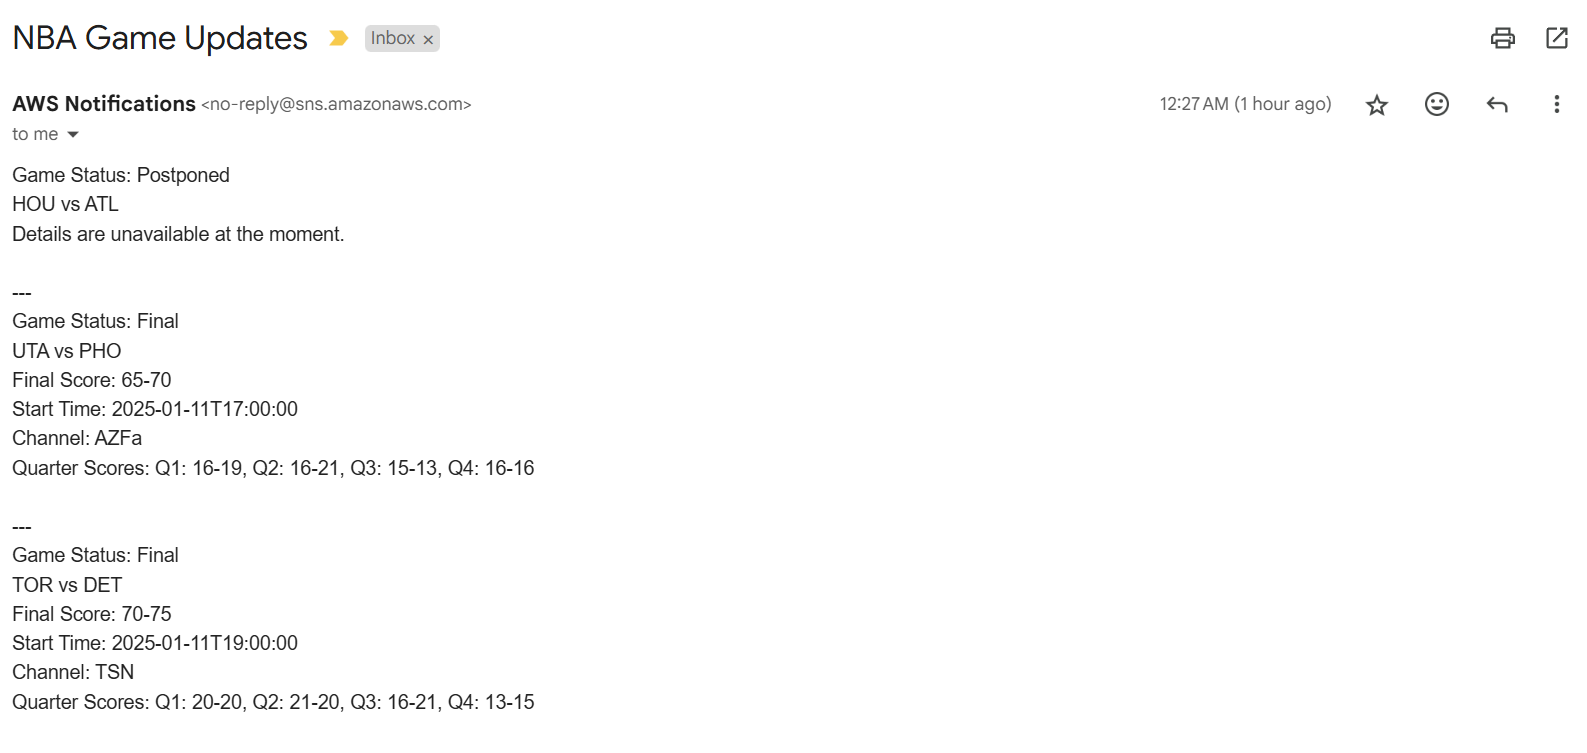 NBA Game Updates
Inbox ×
AWS Notifications <no-reply@sns.amazonaws.com>
12:27 AM (1 hour ago)
to me
Game Status: Postponed
HOU vs ATL
Details are unavailable at the moment.
---
Game Status: Final
UTA vs PHO
Final Score: 65-70
Start Time: 2025-01-11T17:00:00
Channel: AZFa
Quarter Scores: Q1: 16-19, Q2: 16-21, Q3: 15-13, Q4: 16-16
---
Game Status: Final
TOR vs DET
Final Score: 70-75
Start Time: 2025-01-11T19:00:00
Channel: TSN
Quarter Scores: Q1: 20-20, Q2: 21-20, Q3: 16-21, Q4: 13-15